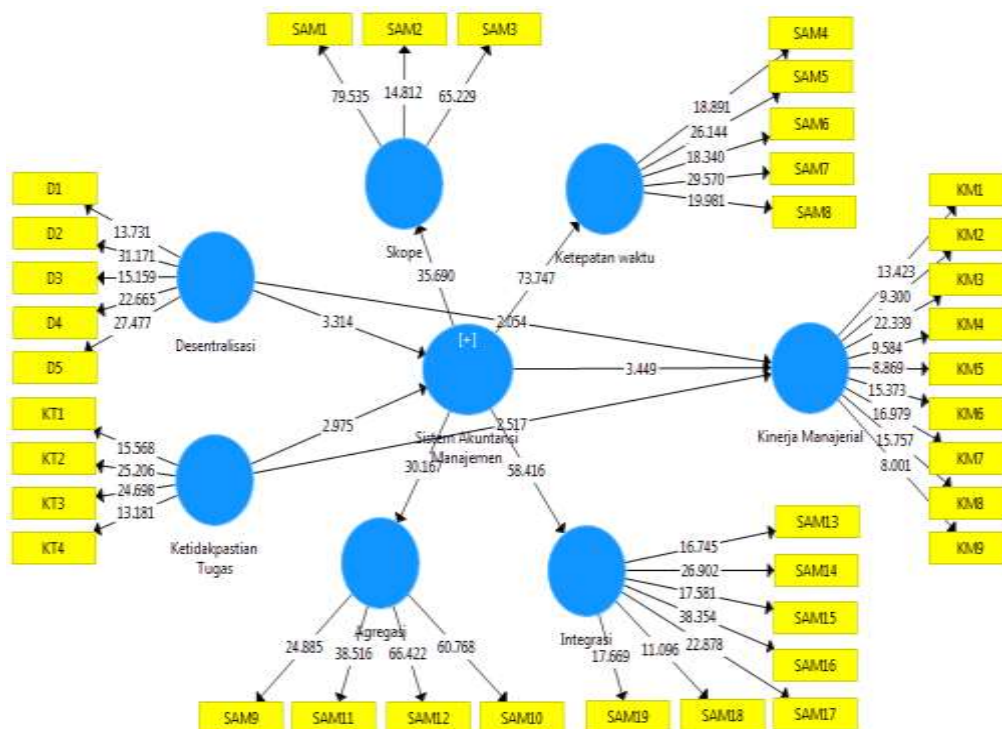 SAM1
SAM2
SAM3
79.535
14.812
65.229
Skope
SAM4
SAM5
SAM6
SAM7
SAM8
18.891
26.144
18.340
29.570
19.981
Ketepatan waktu
35.690
73.747
D1
D2
D3
D4
D5
13.731
31.171
15.159
22.665
27.477
Desentralisasi
3.314
2.054
KT1
KT2
KT3
KT4
15.568
25.206
24.698
13.181
Ketidakpastian
Tugas
2.975
2.517
[+]
Sistem Akuntansi
Manajemen
3.449
30.167
58.416
KM1
KM2
KM3
KM4
KM5
KM6
KM7
KM8
KM9
13.423
9.300
22.339
9.584
8.869
15.373
16.979
15.757
8.001
Kinerja Manajerial
Agregasi
24.885
38.516
66.422
60.768
SAM9
SAM11
SAM12
SAM10
Integrasi
16.745
26.902
17.581
38.354
22.878
11.096
17.669
SAM13
SAM14
SAM15
SAM16
SAM17
SAM18
SAM19